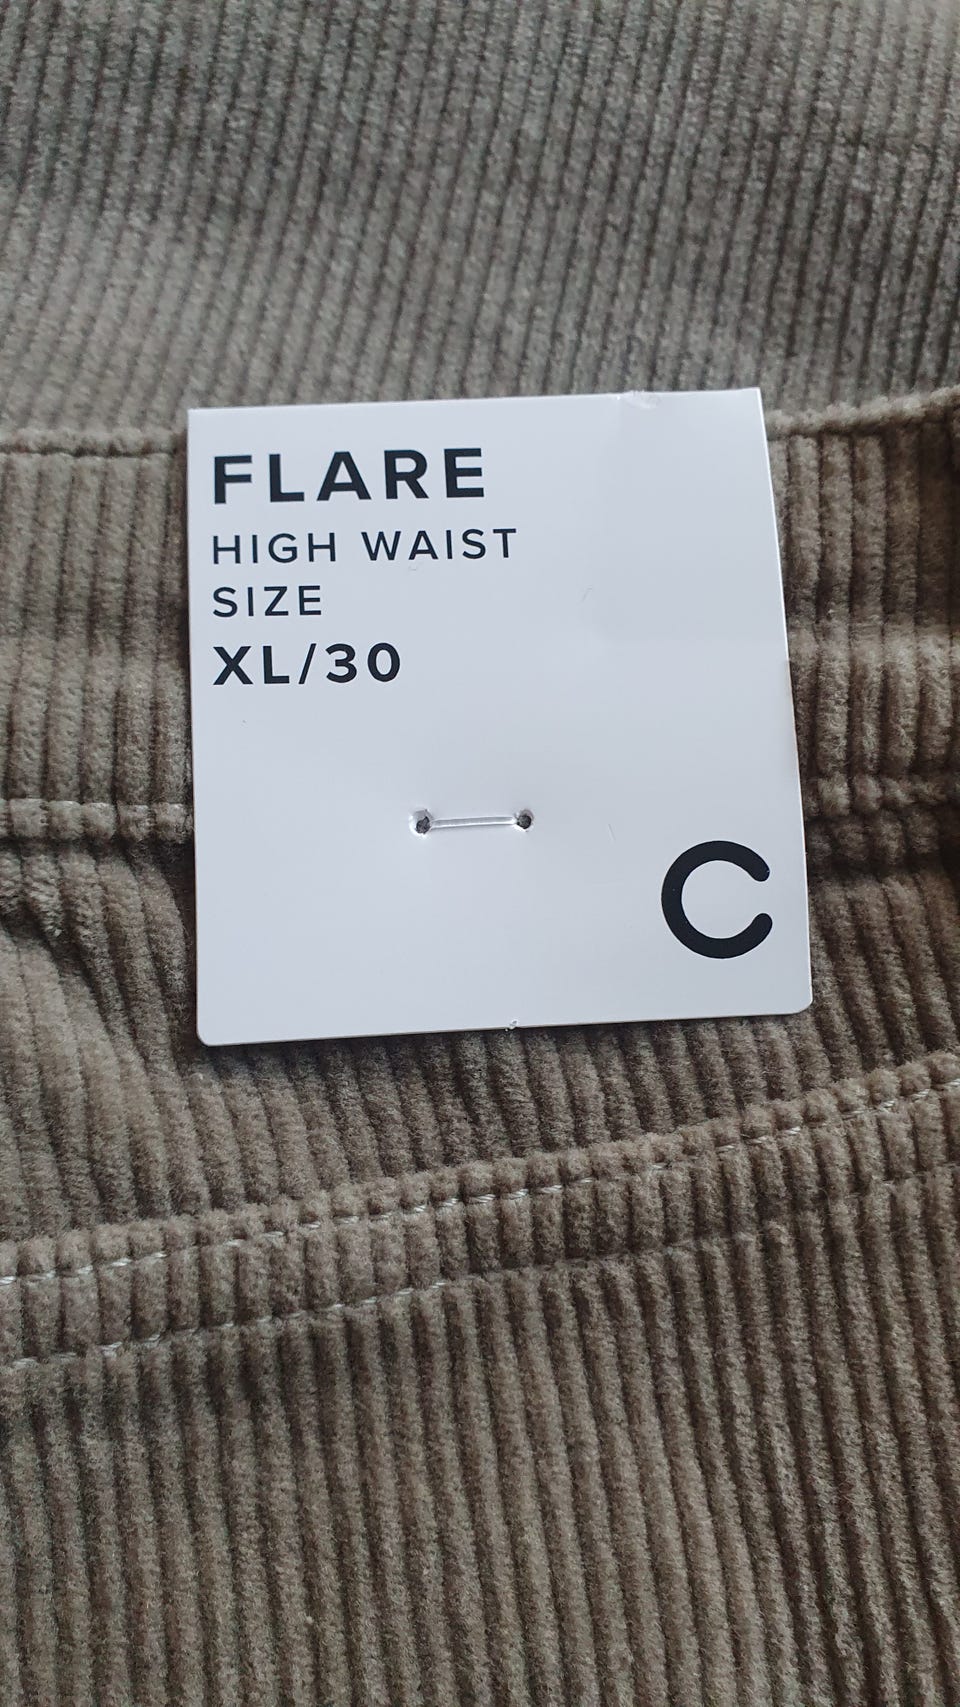 FLARE
HIGH WAIST
SIZE
XL/30
C